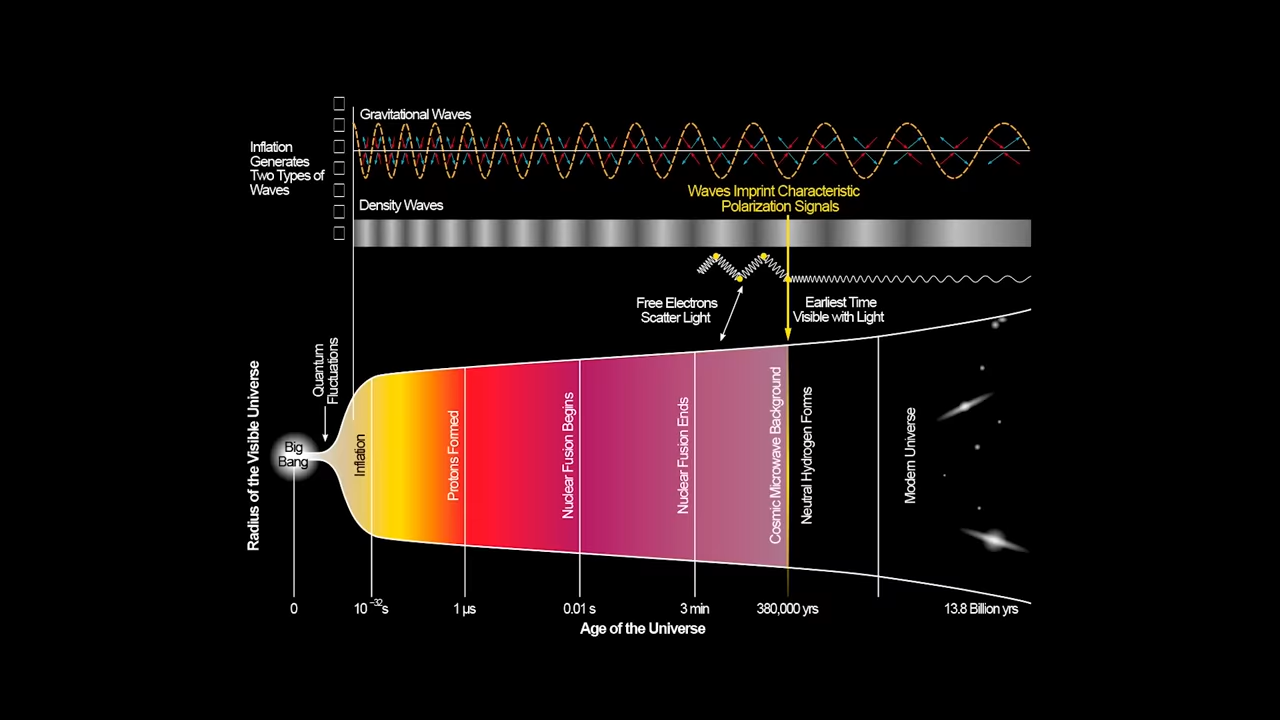 Gravitational Waves
Inflation
Generates
Two Types of
Waves
Waves Imprint Characteristic
Polarization Signals
Density Waves
Free Electrons
Scatter Light
Earliest Time
Visible with Light
Radius of the Visible Universe
Quantum
Fluctuations
Big
Bang
Inflation
Protons Formed
Nuclear Fusion Begins
Nuclear Fusion Ends
Cosmic Microwave Background
Neutral Hydrogen Forms
Modern Universe
0
10⁻³²s
1 µs
0.01 s
3 min
380,000 yrs
13.8 Billion yrs
Age of the Universe